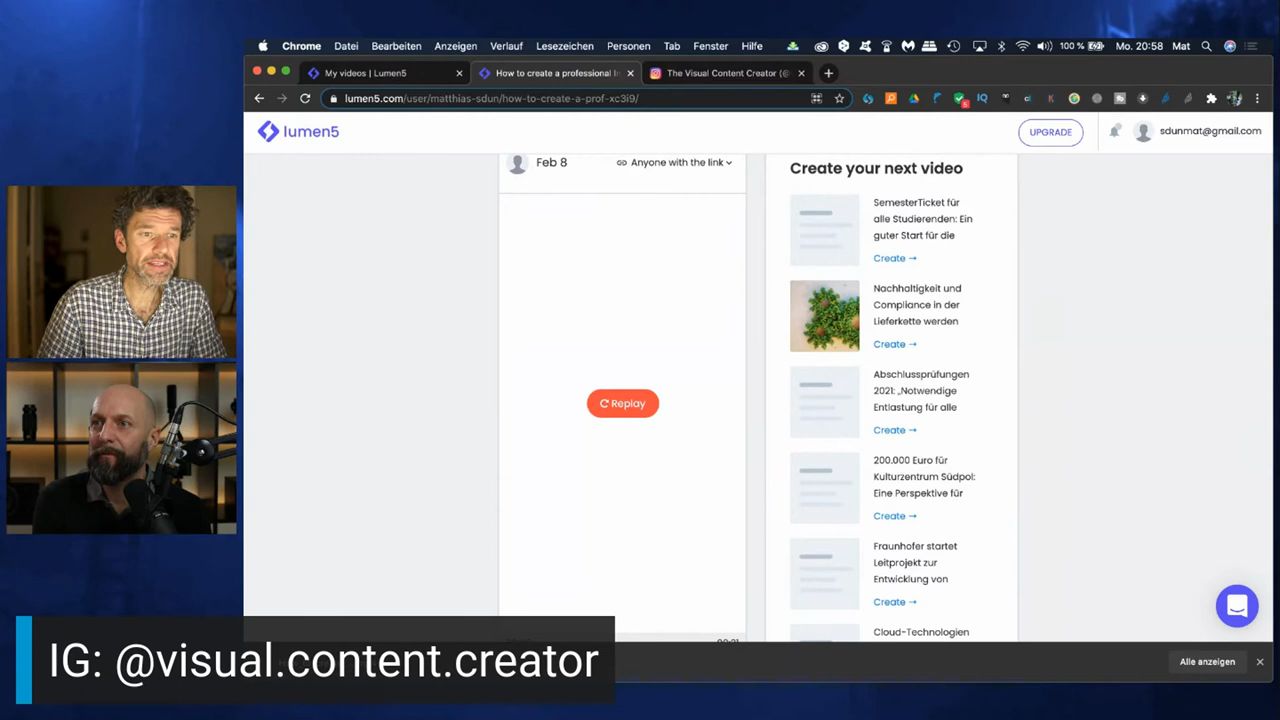 Chrome Datei Bearbeiten Anzeigen Verlauf Lesezeichen Personen Tab Fenster Hilfe 100 % Mo. 20:58 Mat
My videos | Lumen5
How to create a professional In
The Visual Content Creator (@
lumen5.com/user/matthias-sdun/how-to-create-a-prof-xc3i9/
lumen5
UPGRADE
sdunmat@gmail.com
Feb 8
Anyone with the link
Replay
Create your next video
SemesterTicket für
alle Studierenden: Ein
guter Start für die
Create →
Nachhaltigkeit und
Compliance in der
Lieferkette werden
Create →
Abschlussprüfungen
2021: „Notwendige
Entlastung für alle
Create →
200.000 Euro für
Kulturzentrum Südpol:
Eine Perspektive für
Create →
Fraunhofer startet
Leitprojekt zur
Entwicklung von
Create →
Cloud-Technologien
Alle anzeigen
IG: @visual.content.creator